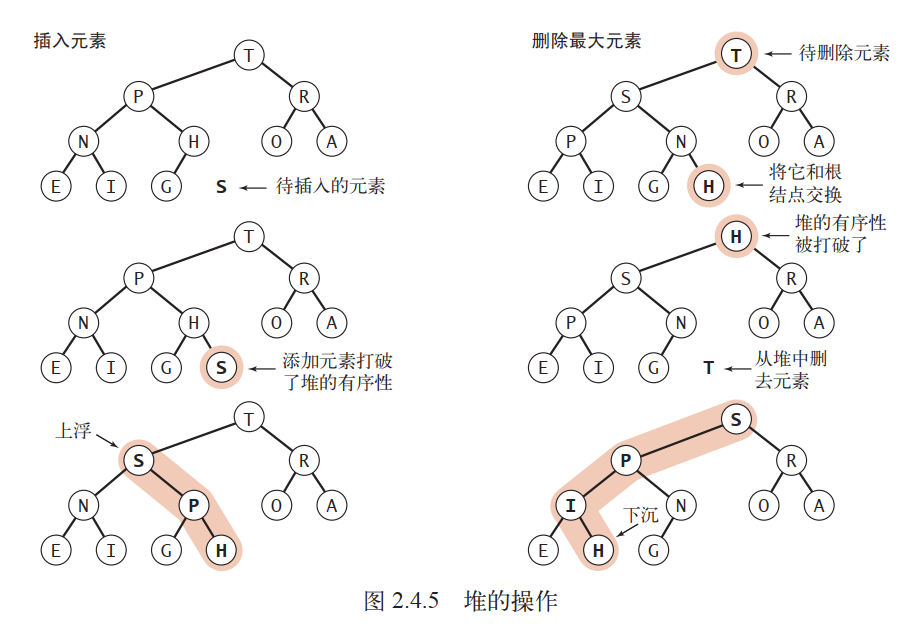 插入元素
T
P R
N H O A
E I G S ← 待插入的元素
T
P R
N H O A
E I G S ← 添加元素打破
了堆的有序性
上浮
T
S R
N P O A
E I G H
删除最大元素
T ← 待删除元素
S R
P N O A
E I G H ← 将它和根
结点交换
H ← 堆的有序性
被打破了
S R
P N O A
E I G T ← 从堆中删
去元素
S
P R
I 下沉 N O A
E H G
图 2.4.5 堆的操作